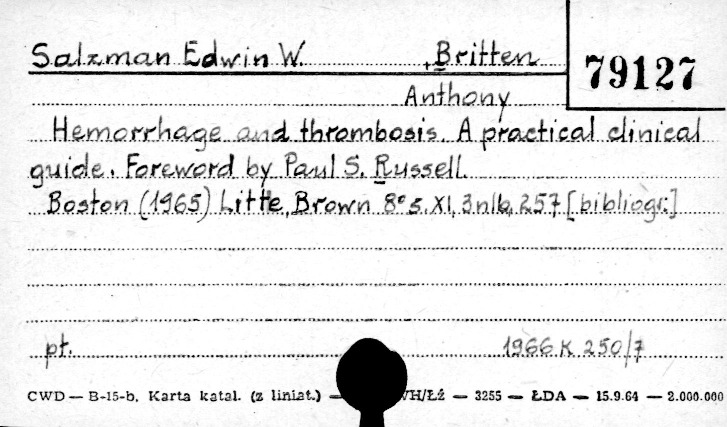 Salzman Edwin W. , Britten
79127
Anthony
Hemorrhage and thrombosis. A practical clinical
guide. Foreword by Paul S. Russell.
Boston (1965) Little, Brown 8° s. XI, 3nlb, 257 [bibliogr.]
pt. 1966 K 250/7
CWD — B-15-b. Karta katal. (z liniat.) — WH/Łż — 3255 — ŁDA — 15.9.64 — 2.000.000